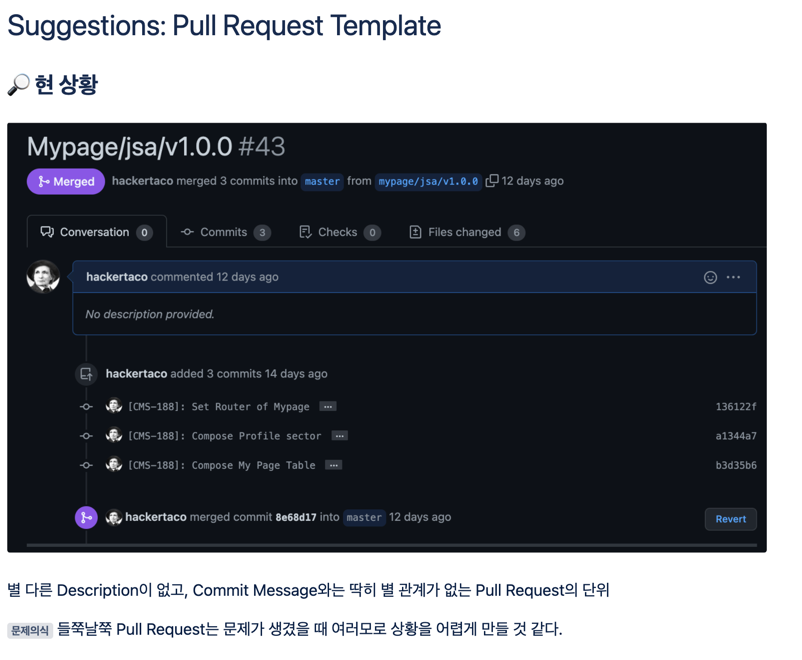 Suggestions: Pull Request Template
🔎 현 상황
Mypage/jsa/v1.0.0 #43
Merged hackertaco merged 3 commits into master from mypage/jsa/v1.0.0 12 days ago
Conversation 0 Commits 3 Checks 0 Files changed 6
hackertaco commented 12 days ago
No description provided.
hackertaco added 3 commits 14 days ago
[CMS-188]: Set Router of Mypage ... 136122f
[CMS-188]: Compose Profile sector ... a1344a7
[CMS-188]: Compose My Page Table ... b3d35b6
hackertaco merged commit 8e68d17 into master 12 days ago Revert
별 다른 Description이 없고, Commit Message와는 딱히 별 관계가 없는 Pull Request의 단위
문제의식 들쭉날쭉 Pull Request는 문제가 생겼을 때 여러모로 상황을 어렵게 만들 것 같다.